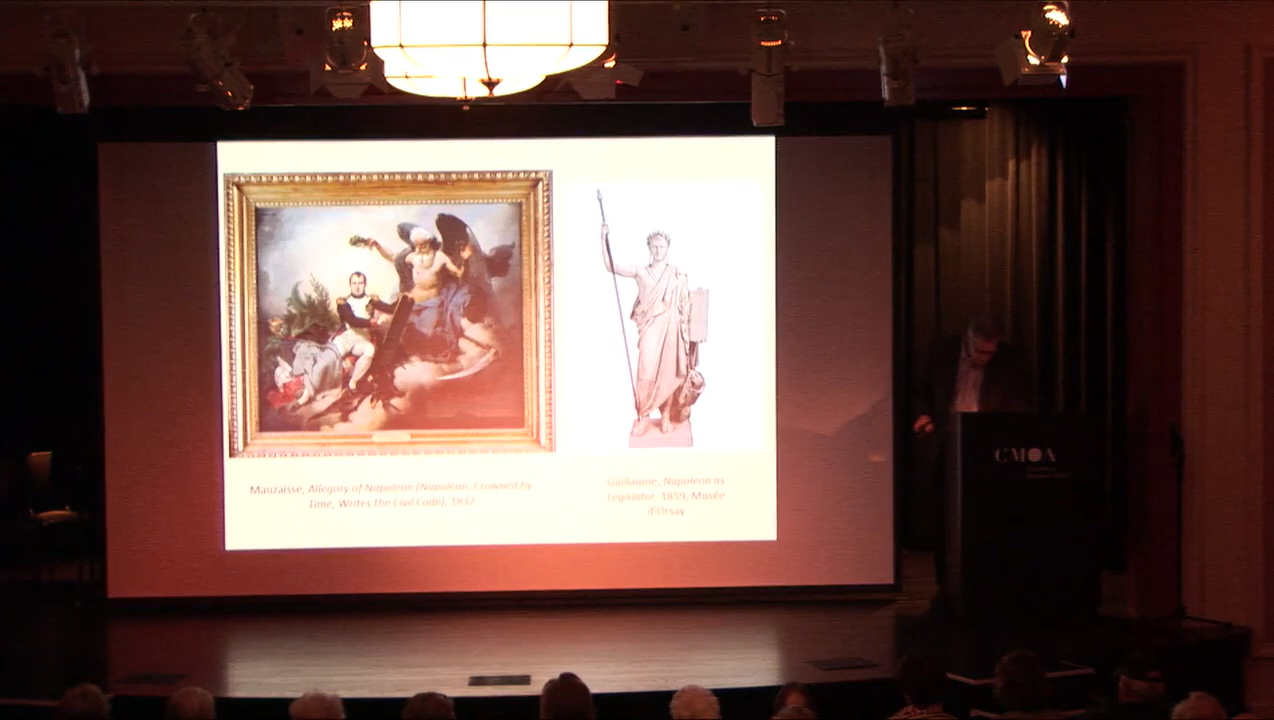 Mauzaisse, Allegory of Napoleon (Napoleon, Crowned by
Time, Writes the Civil Code), 1832
Guillaume, Napoleon as
Legislator, 1859, Musée
d'Orsay
CMOA